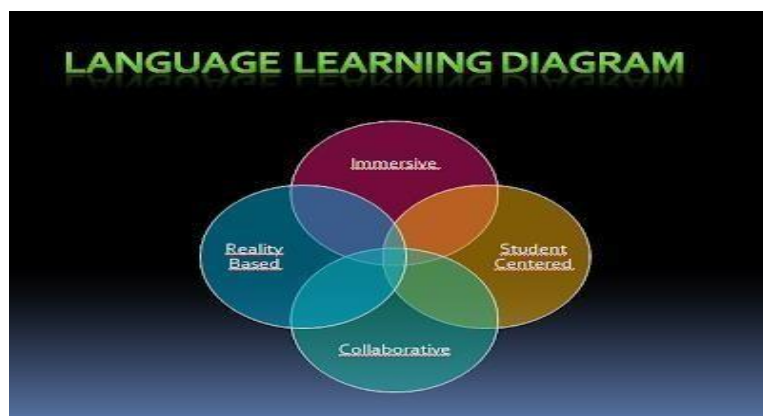 LANGUAGE LEARNING DIAGRAM
Immersive
Reality
Based
Student
Centered
Collaborative